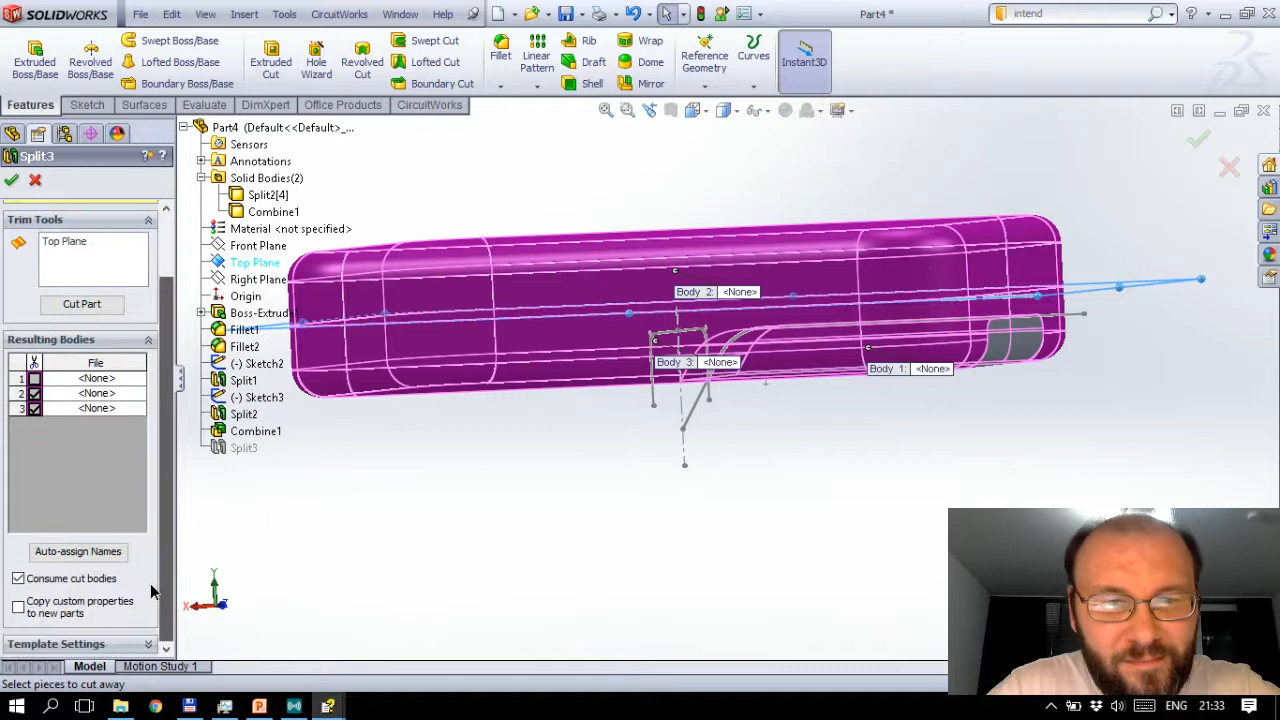 SOLIDWORKS File Edit View Insert Tools CircuitWorks Window Help Part4 * intend
Extruded Boss/Base
Revolved Boss/Base
Swept Boss/Base
Lofted Boss/Base
Boundary Boss/Base
Extruded Cut
Hole Wizard
Revolved Cut
Swept Cut
Lofted Cut
Boundary Cut
Fillet
Linear Pattern
Rib
Draft
Shell
Wrap
Dome
Mirror
Reference Geometry
Curves
Instant3D
Features Sketch Surfaces Evaluate DimXpert Office Products CircuitWorks
Split3
Trim Tools
Top Plane
Cut Part
Resulting Bodies
File
1 <None>
2 <None>
3 <None>
Auto-assign Names
Consume cut bodies
Copy custom properties
to new parts
Template Settings
Part4 (Default<<Default>_...
Sensors
Annotations
Solid Bodies(2)
Split2[4]
Combine1
Material <not specified>
Front Plane
Top Plane
Right Plane
Origin
Boss-Extrud
Fillet1
Fillet2
(-) Sketch2
Split1
(-) Sketch3
Split2
Combine1
Split3
Body 2: <None>
Body 3: <None>
Body 1: <None>
Y
X
Model Motion Study 1
Select pieces to cut away
ENG 21:33